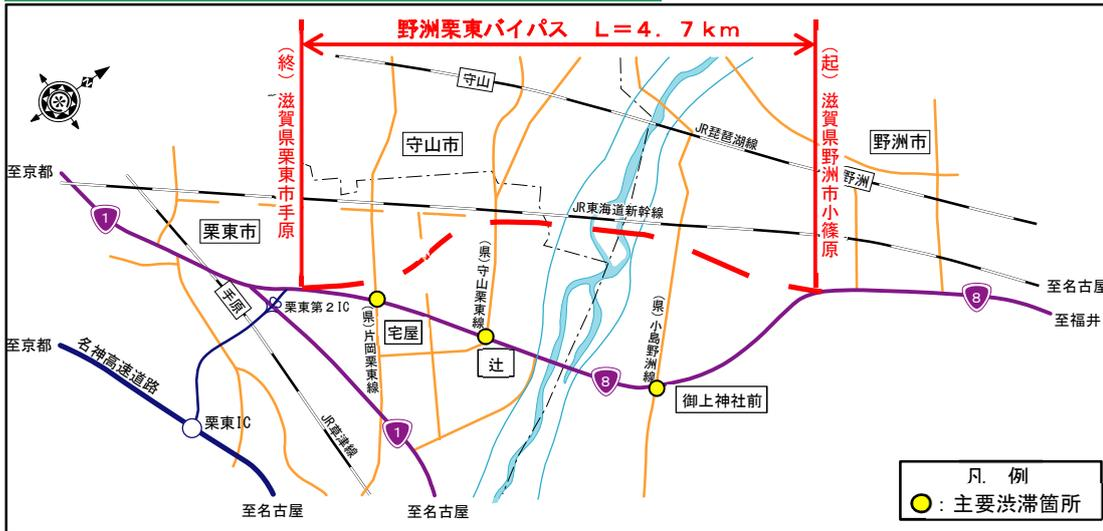 野洲栗東バイパス L=4.7km
(終)滋賀県栗東市手原
(起)滋賀県野洲市小篠原
守山
守山市
JR琵琶湖線
野洲市
野洲
至京都
1
栗東市
JR東海道新幹線
至名古屋
8
至福井
手原
栗東第2IC
(県)片岡栗東線
宅屋
(県)守山栗東線
辻
(県)小島野洲線
8
御上神社前
至京都
名神高速道路
栗東IC
JR草津線
1
至名古屋
至名古屋
凡 例
:主要渋滞箇所